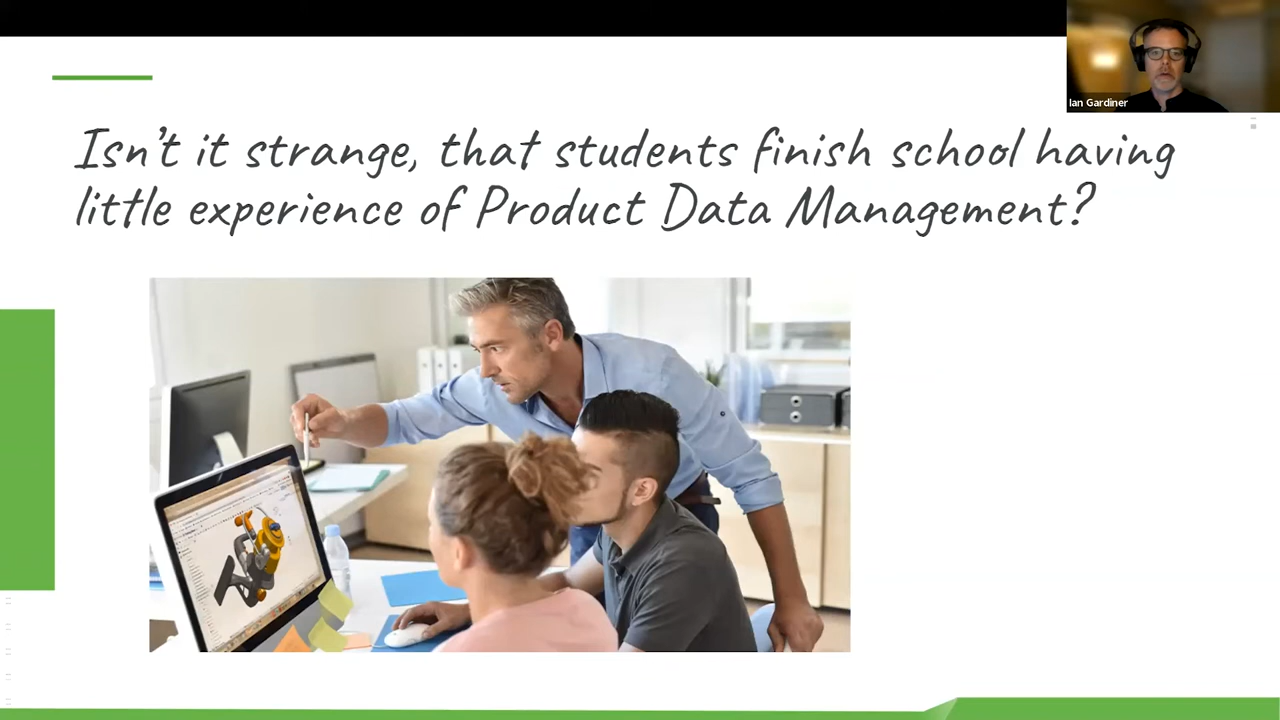 Ian Gardiner
Isn't it strange, that students finish school having
little experience of Product Data Management?